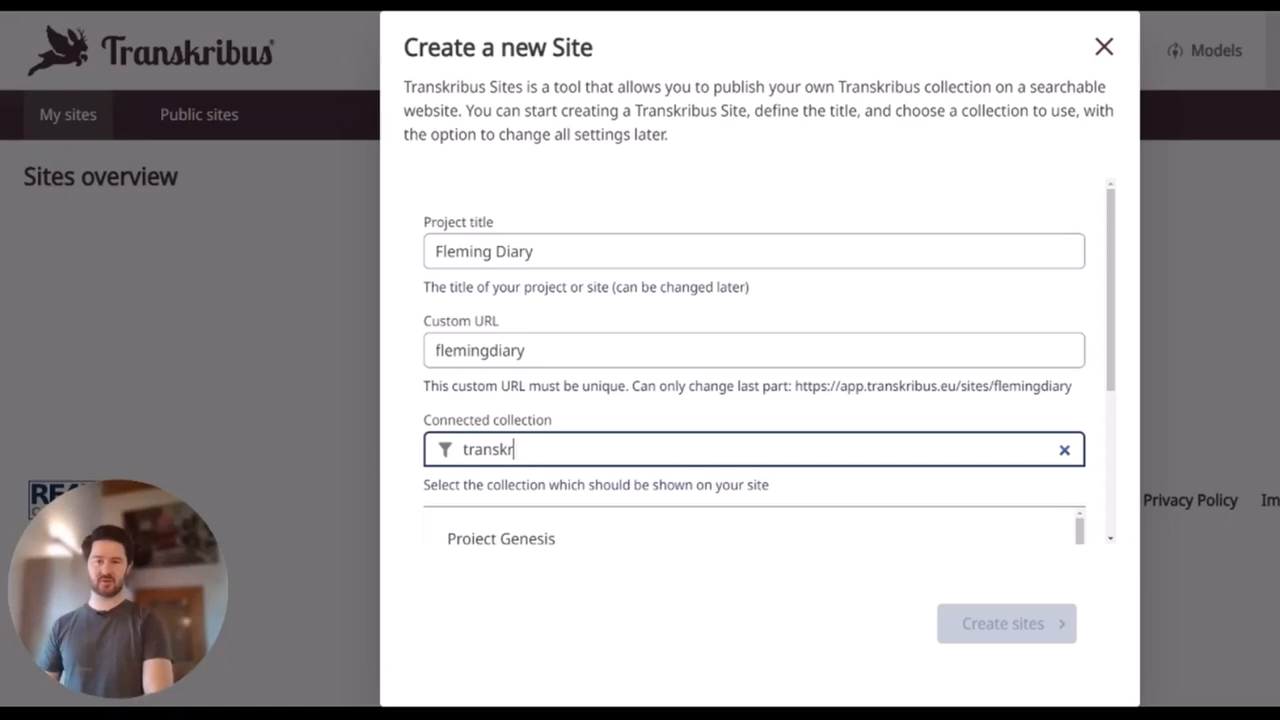 Transkribus
Create a new Site
Models
Transkribus Sites is a tool that allows you to publish your own Transkribus collection on a searchable
website. You can start creating a Transkribus Site, define the title, and choose a collection to use, with
the option to change all settings later.
My sites
Public sites
Sites overview
Project title
Fleming Diary
The title of your project or site (can be changed later)
Custom URL
flemingdiary
This custom URL must be unique. Can only change last part: https://app.transkribus.eu/sites/flemingdiary
Connected collection
transkr
Select the collection which should be shown on your site
Project Genesis
Privacy Policy
Im
Create sites